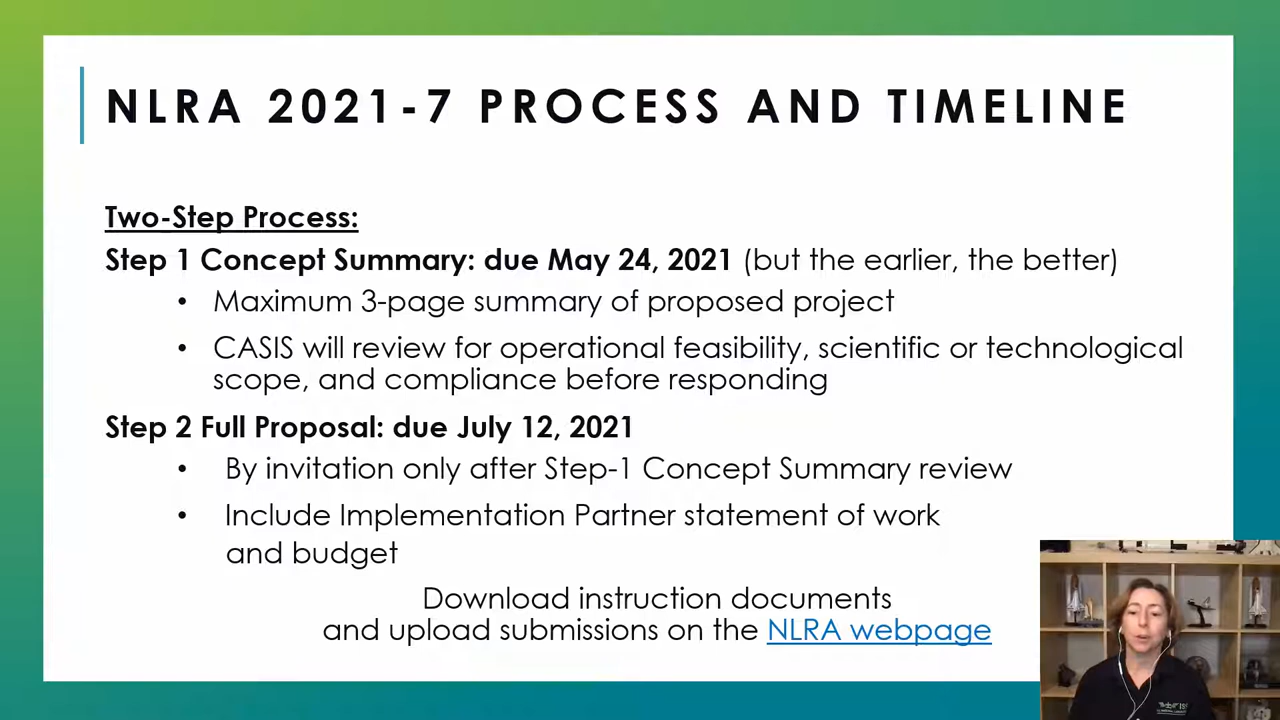 NLRA 2021-7 PROCESS AND TIMELINE
Two-Step Process:
Step 1 Concept Summary: due May 24, 2021 (but the earlier, the better)
• Maximum 3-page summary of proposed project
• CASIS will review for operational feasibility, scientific or technological
scope, and compliance before responding
Step 2 Full Proposal: due July 12, 2021
• By invitation only after Step-1 Concept Summary review
• Include Implementation Partner statement of work
and budget
Download instruction documents
and upload submissions on the NLRA webpage